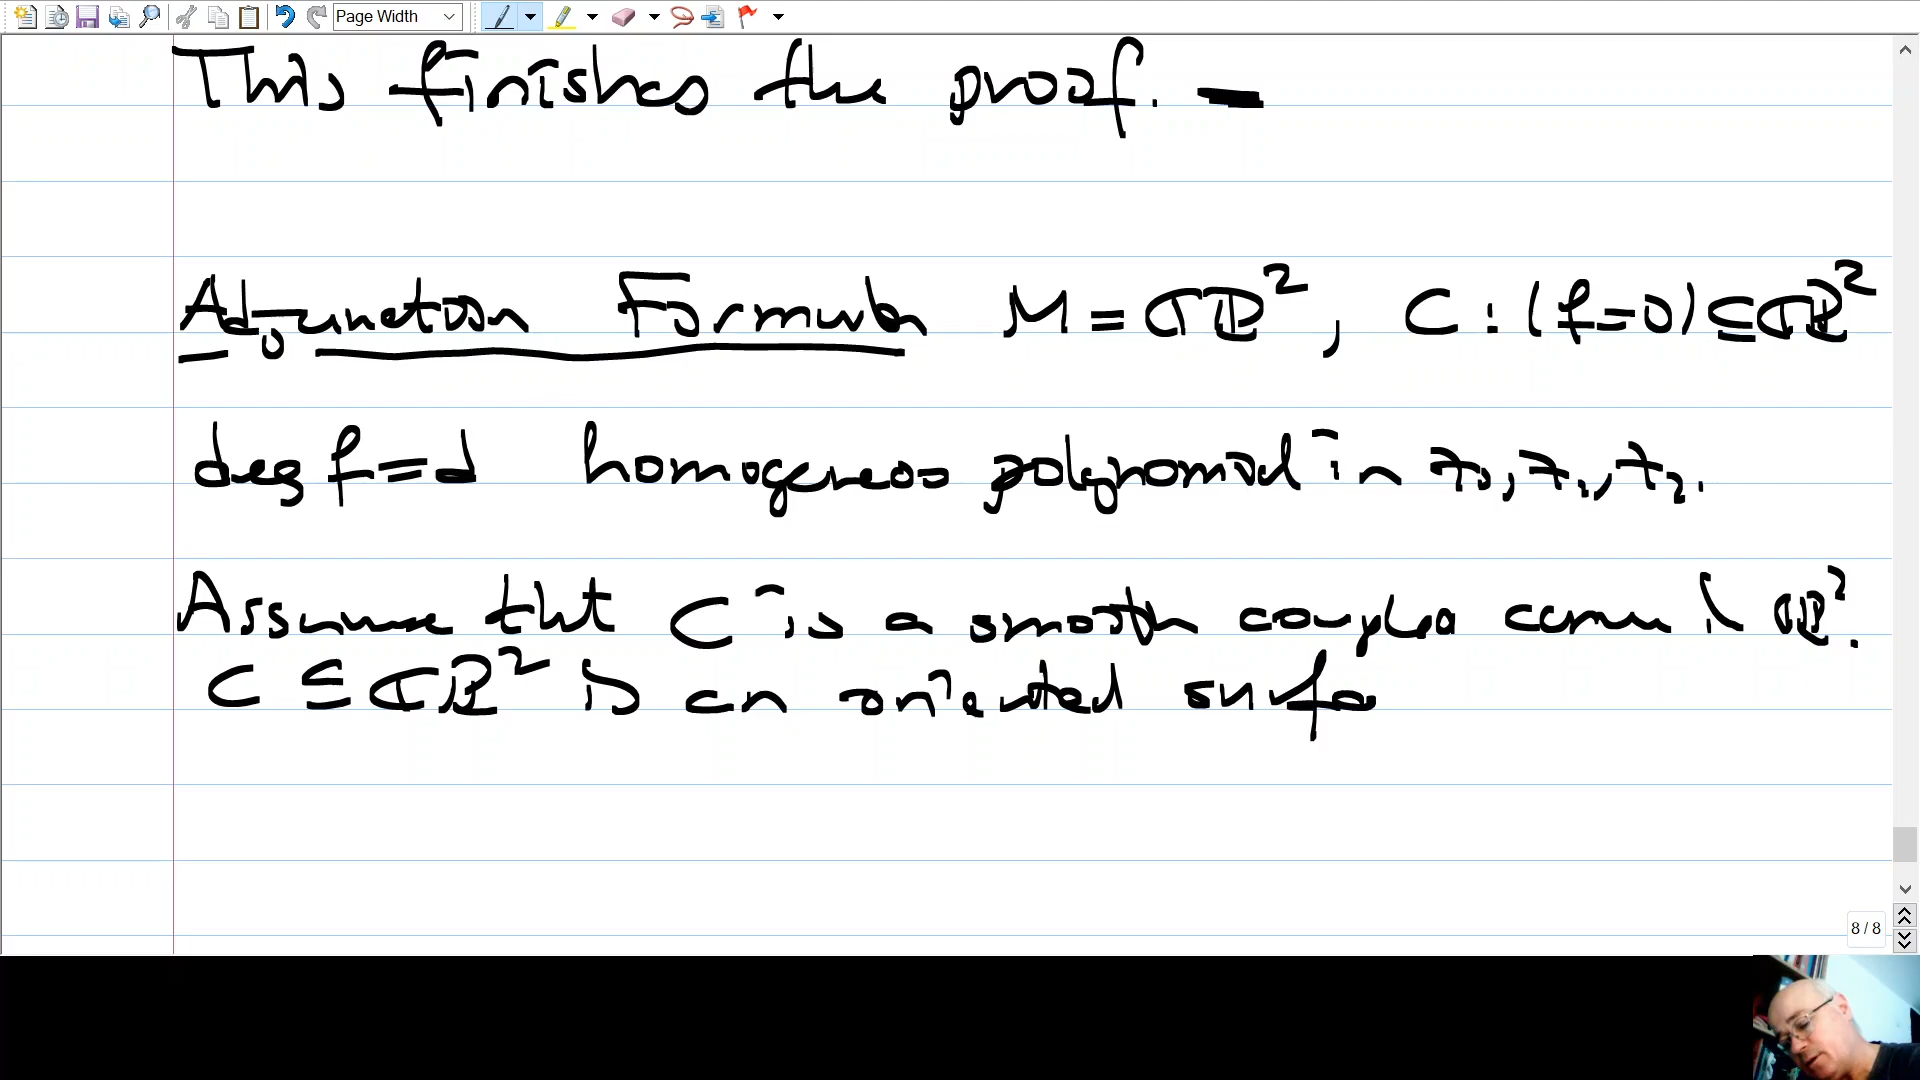 Page Width
This finishes the proof. –
Adjunction Formula M = ℂP², C : (f=0) ⊆ ℂP²
deg f = d homogeneous polynomial in z₀, z₁, z₂.
Assume that C is a smooth complex curve in ℂP².
C ⊆ ℂP² is an oriented surfa
8 / 8